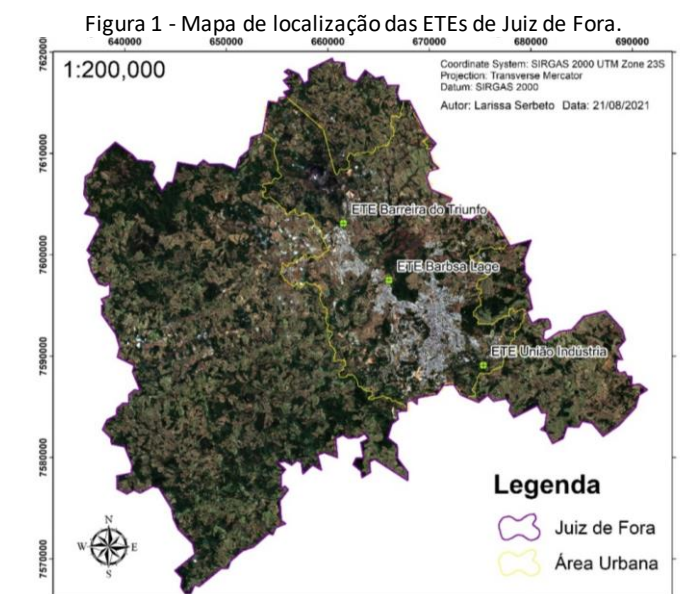 Figura 1 - Mapa de localização das ETEs de Juiz de Fora.
640000 650000 660000 670000 680000 690000
7620000
1:200,000
Coordinate System: SIRGAS 2000 UTM Zone 23S
Projection: Transverse Mercator
Datum: SIRGAS 2000
Autor: Larissa Serbeto Data: 21/08/2021
7610000
ETE Barreira do Triunfo
7600000
ETE Barbsa Lage
7590000
ETE União Indústria
7580000
Legenda
Juiz de Fora
Área Urbana
7570000
N
W E
S